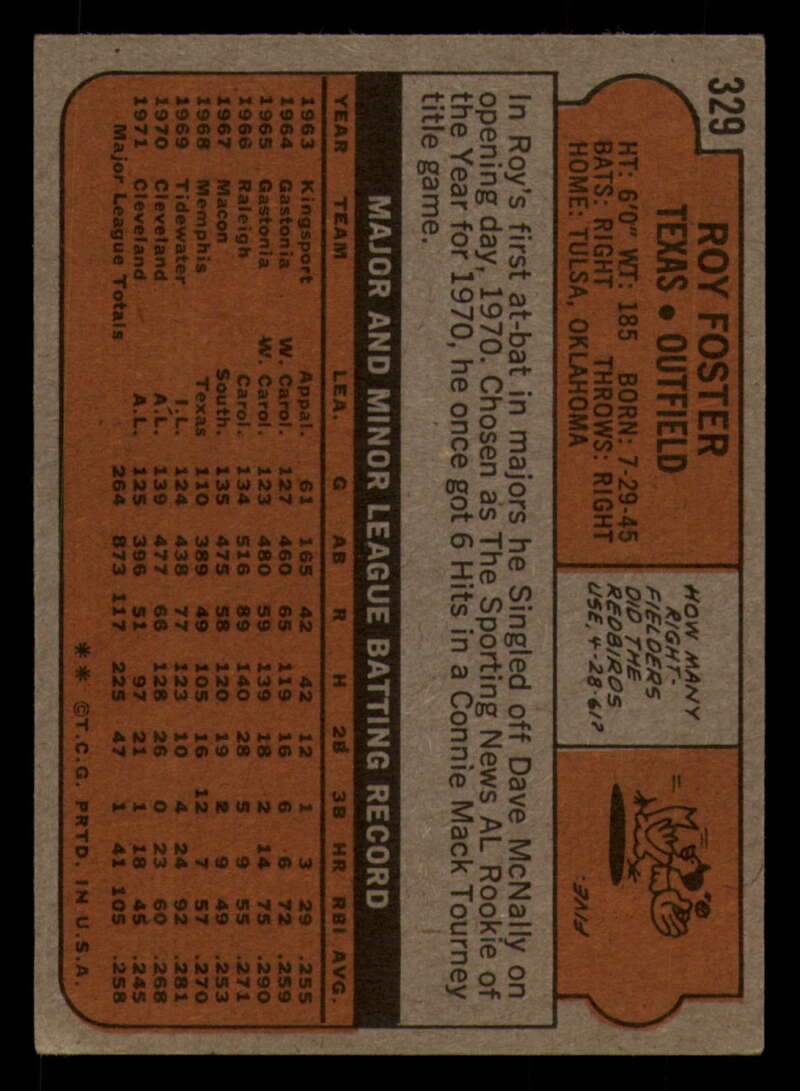 329
ROY FOSTER
TEXAS • OUTFIELD
HT: 6'0" WT: 185 BORN: 7-29-45
BATS: RIGHT THROWS: RIGHT
HOME: TULSA, OKLAHOMA
HOW MANY
RIGHT-
FIELDERS
DID THE
REDBIRDS
USE, 4-28-61?
FIVE.
In Roy's first at-bat in majors he Singled off Dave McNally on
opening day, 1970. Chosen as The Sporting News AL Rookie of
the Year for 1970, he once got 6 Hits in a Connie Mack Tourney
title game.
MAJOR AND MINOR LEAGUE BATTING RECORD
YEAR TEAM LEA. G AB R H 2B 3B HR RBI AVG.
1963 Kingsport Appal. 61 165 42 42 12 1 3 29 .255
1964 Gastonia W. Carol. 127 460 65 119 16 6 6 72 .259
1965 Gastonia W. Carol. 123 480 59 139 18 2 14 75 .290
1966 Raleigh Carol. 134 516 89 140 28 5 9 55 .271
1967 Macon South. 135 475 58 120 19 2 9 49 .253
1968 Memphis Texas 110 389 49 105 16 12 7 57 .270
1969 Tidewater I.L. 124 438 77 123 10 4 24 92 .281
1970 Cleveland A.L. 139 477 66 128 26 0 23 60 .268
1971 Cleveland A.L. 125 396 51 97 21 1 18 45 .245
Major League Totals 264 873 117 225 47 1 41 105 .258
** ©T.C.G. PRTD. IN U.S.A.